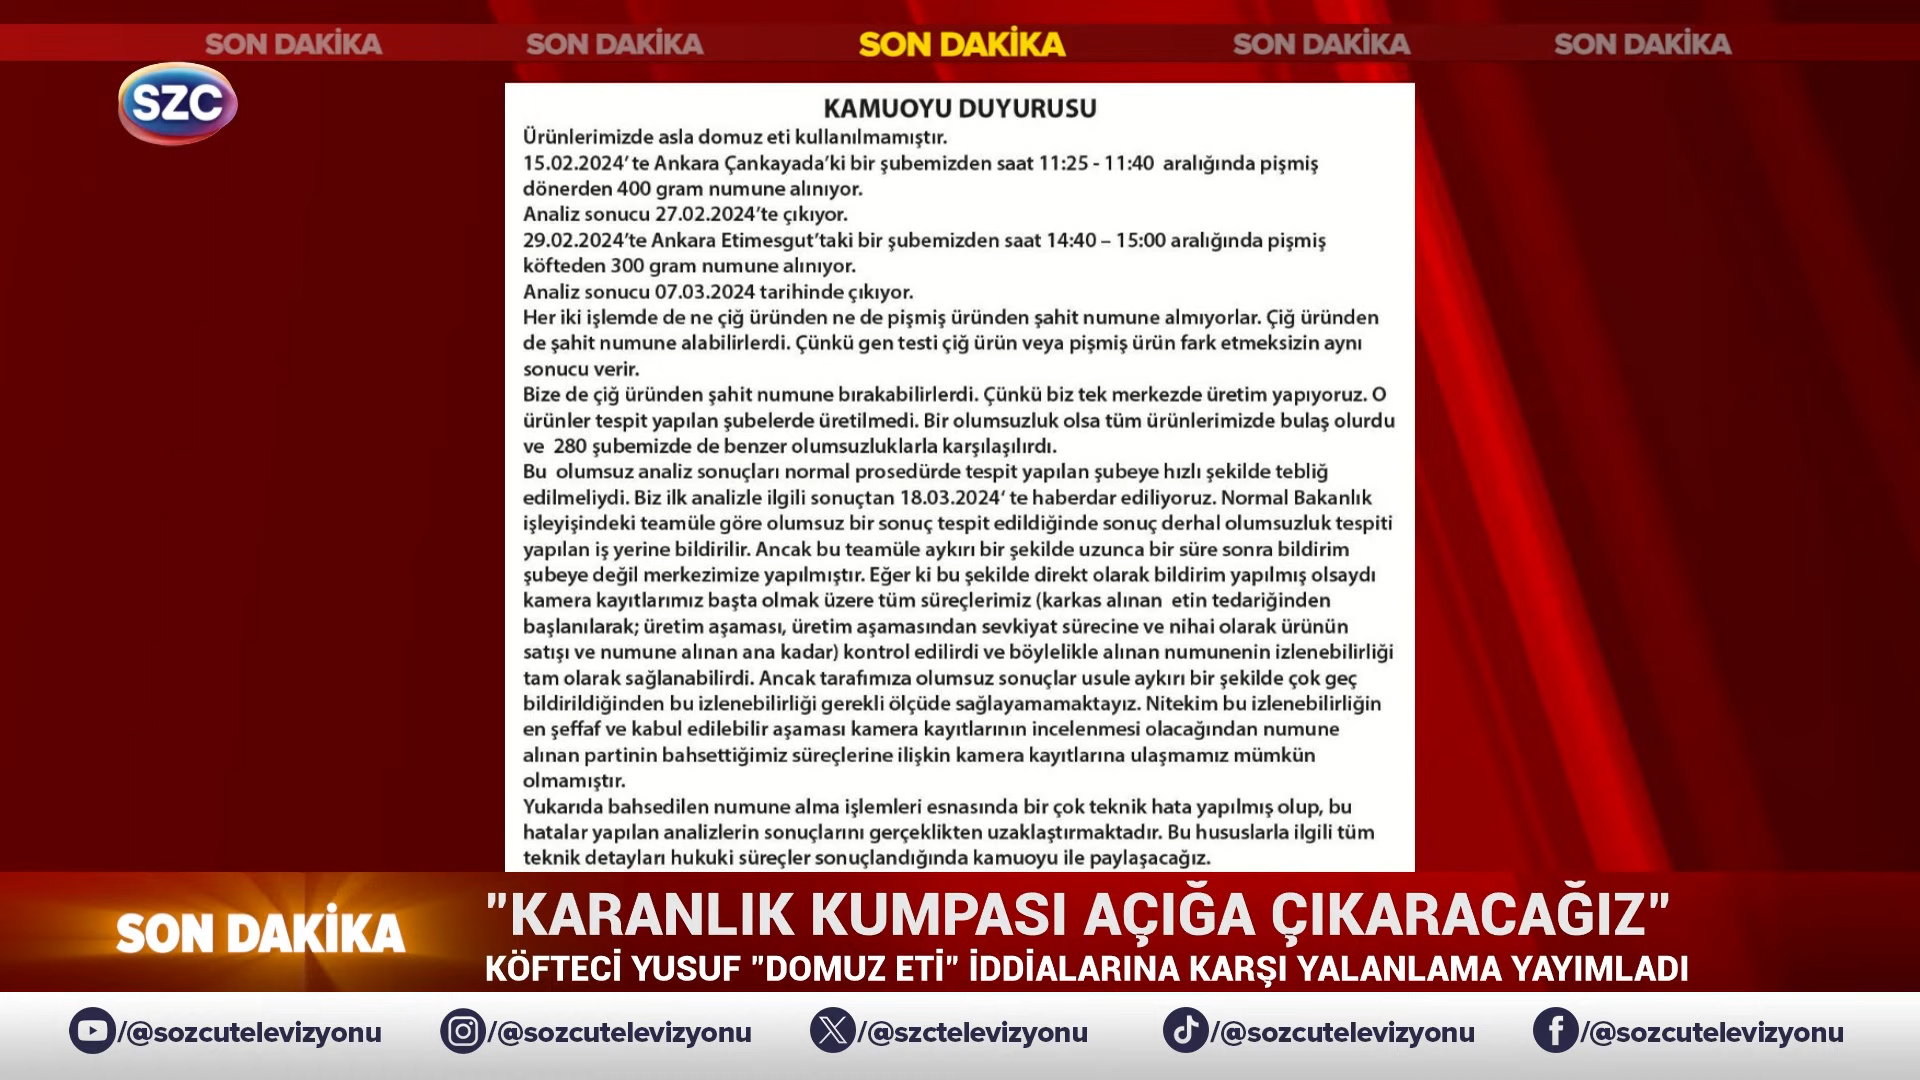 SON DAKİKA SON DAKİKA SON DAKİKA SON DAKİKA SON DAKİKA
SZC
KAMUOYU DUYURUSU
Ürünlerimizde asla domuz eti kullanılmamıştır.
15.02.2024' te Ankara Çankayada'ki bir şubemizden saat 11:25 - 11:40 aralığında pişmiş
dönerden 400 gram numune alınıyor.
Analiz sonucu 27.02.2024'te çıkıyor.
29.02.2024'te Ankara Etimesgut'taki bir şubemizden saat 14:40 – 15:00 aralığında pişmiş
köfteden 300 gram numune alınıyor.
Analiz sonucu 07.03.2024 tarihinde çıkıyor.
Her iki işlemde de ne çiğ üründen ne de pişmiş üründen şahit numune almıyorlar. Çiğ üründen
de şahit numune alabilirlerdi. Çünkü gen testi çiğ ürün veya pişmiş ürün fark etmeksizin aynı
sonucu verir.
Bize de çiğ üründen şahit numune bırakabilirlerdi. Çünkü biz tek merkezde üretim yapıyoruz. O
ürünler tespit yapılan şubelerde üretilmedi. Bir olumsuzluk olsa tüm ürünlerimizde bulaş olurdu
ve 280 şubemizde de benzer olumsuzluklarla karşılaşılırdı.
Bu olumsuz analiz sonuçları normal prosedürde tespit yapılan şubeye hızlı şekilde tebliğ
edilmeliydi. Biz ilk analizle ilgili sonuçtan 18.03.2024' te haberdar ediliyoruz. Normal Bakanlık
işleyişindeki teamüle göre olumsuz bir sonuç tespit edildiğinde sonuç derhal olumsuzluk tespiti
yapılan iş yerine bildirilir. Ancak bu teamüle aykırı bir şekilde uzunca bir süre sonra bildirim
şubeye değil merkezimize yapılmıştır. Eğer ki bu şekilde direkt olarak bildirim yapılmış olsaydı
kamera kayıtlarımız başta olmak üzere tüm süreçlerimiz (karkas alınan etin tedariğinden
başlanılarak; üretim aşaması, üretim aşamasından sevkiyat sürecine ve nihai olarak ürünün
satışı ve numune alınan ana kadar) kontrol edilirdi ve böylelikle alınan numunenin izlenebilirliği
tam olarak sağlanabilirdi. Ancak tarafımıza olumsuz sonuçlar usule aykırı bir şekilde çok geç
bildirildiğinden bu izlenebilirliği gerekli ölçüde sağlayamamaktayız. Nitekim bu izlenebilirliğin
en şeffaf ve kabul edilebilir aşaması kamera kayıtlarının incelenmesi olacağından numune
alınan partinin bahsettiğimiz süreçlerine ilişkin kamera kayıtlarına ulaşmamız mümkün
olmamıştır.
Yukarıda bahsedilen numune alma işlemleri esnasında bir çok teknik hata yapılmış olup, bu
hatalar yapılan analizlerin sonuçlarını gerçeklikten uzaklaştırmaktadır. Bu hususlarla ilgili tüm
teknik detayları hukuki süreçler sonuçlandığında kamuoyu ile paylaşacağız.
SON DAKİKA
"KARANLIK KUMPASI AÇIĞA ÇIKARACAĞIZ"
KÖFTECİ YUSUF "DOMUZ ETİ" İDDİALARINA KARŞI YALANLAMA YAYIMLADI
/@sozcutelevizyonu /@sozcutelevizyonu /@szctelevizyonu /@sozcutelevizyonu /@sozcutelevizyonu